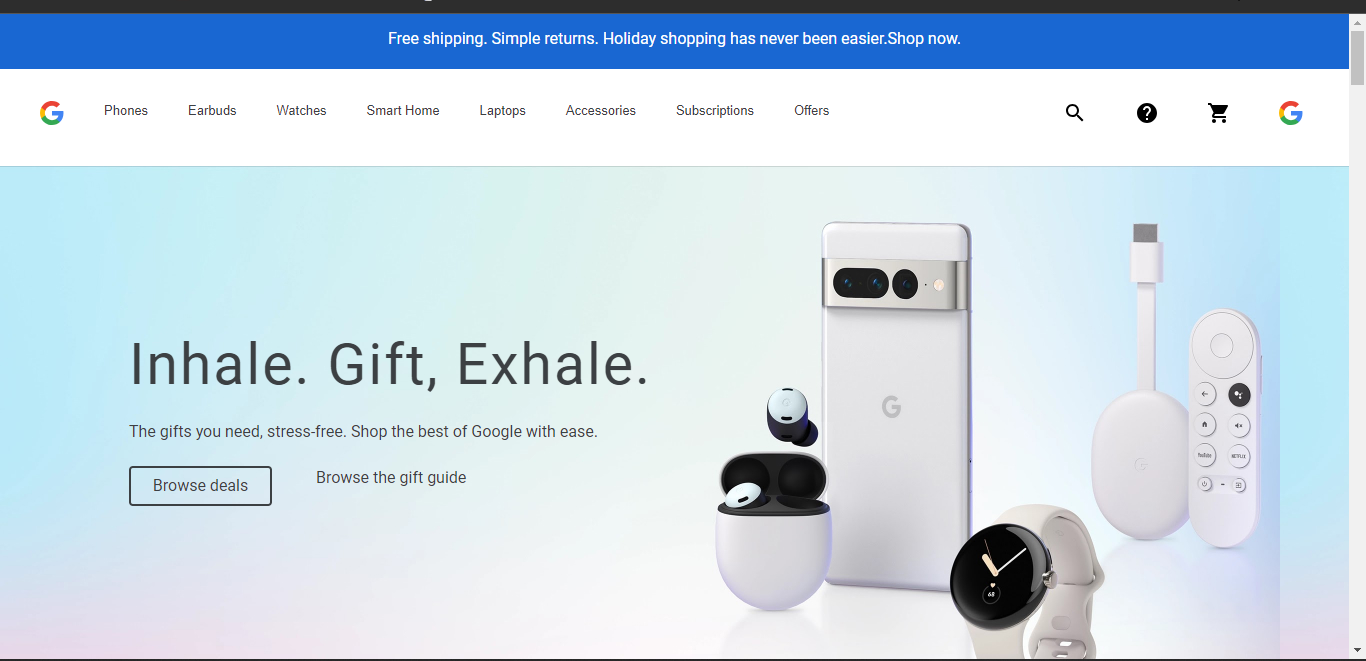 Free shipping. Simple returns. Holiday shopping has never been easier.Shop now.
Phones Earbuds Watches Smart Home Laptops Accessories Subscriptions Offers
Inhale. Gift, Exhale.
The gifts you need, stress-free. Shop the best of Google with ease.
Browse deals Browse the gift guide
YouTube NETFLIX
68